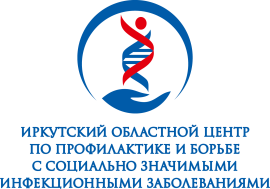 ИРКУТСКИЙ ОБЛАСТНОЙ ЦЕНТР
ПО ПРОФИЛАКТИКЕ И БОРЬБЕ
С СОЦИАЛЬНО ЗНАЧИМЫМИ
ИНФЕКЦИОННЫМИ ЗАБОЛЕВАНИЯМИ